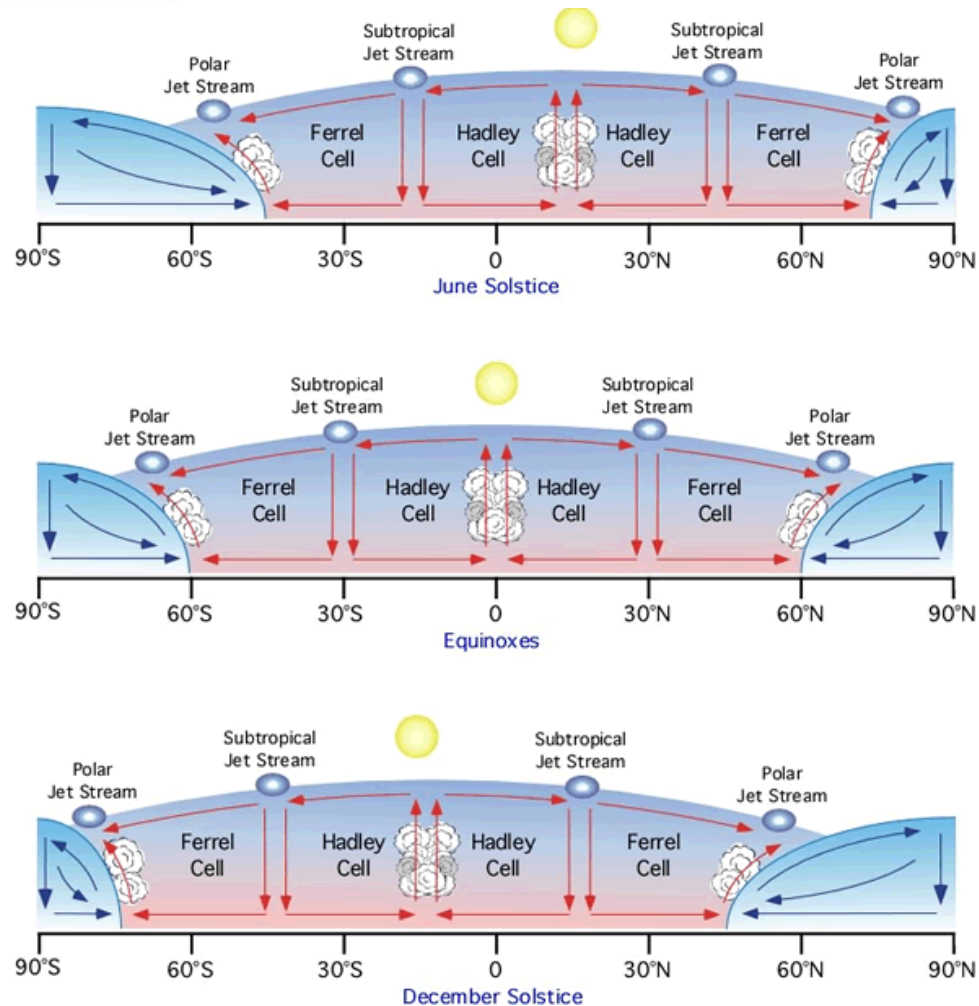 Subtropical
Jet Stream
Subtropical
Jet Stream
Polar
Jet Stream
Polar
Jet Stream
Ferrel
Cell
Hadley
Cell
Hadley
Cell
Ferrel
Cell
90°S
60°S
30°S
0
30°N
60°N
90°N
June Solstice
Subtropical
Jet Stream
Subtropical
Jet Stream
Polar
Jet Stream
Polar
Jet Stream
Ferrel
Cell
Hadley
Cell
Hadley
Cell
Ferrel
Cell
90°S
60°S
30°S
0
30°N
60°N
90°N
Equinoxes
Subtropical
Jet Stream
Subtropical
Jet Stream
Polar
Jet Stream
Polar
Jet Stream
Ferrel
Cell
Hadley
Cell
Hadley
Cell
Ferrel
Cell
90°S
60°S
30°S
0
30°N
60°N
90°N
December Solstice